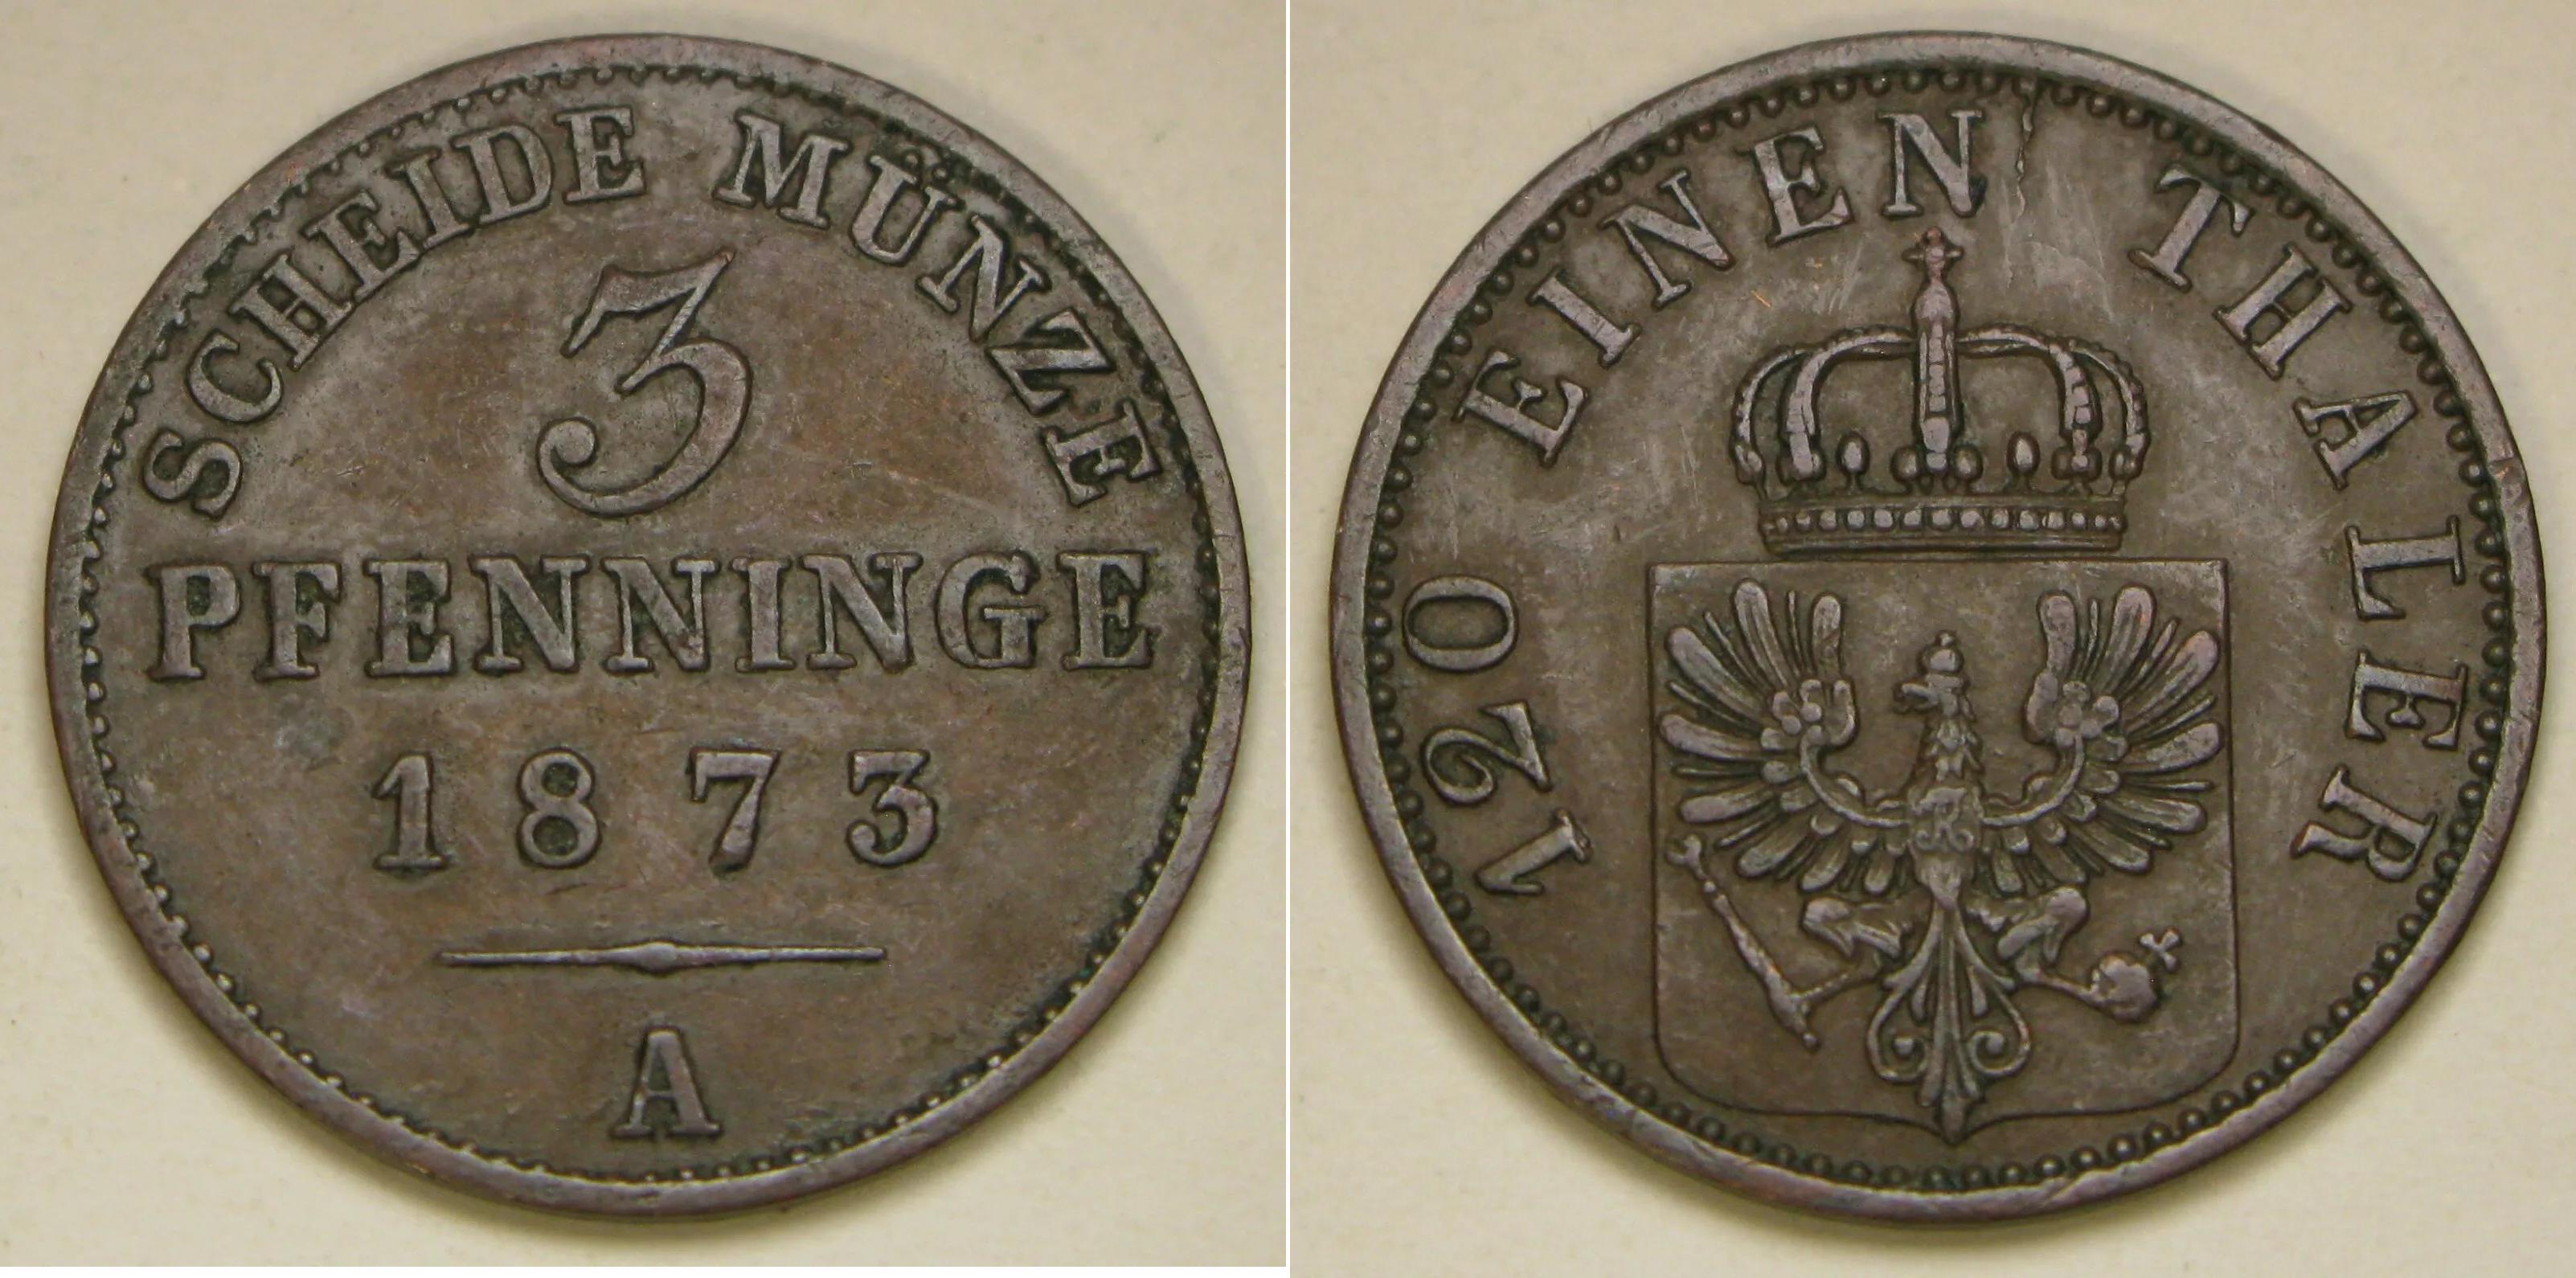 SCHEIDE MÜNZE
3
PFENNINGE
1873
A
120 EINEN THALER